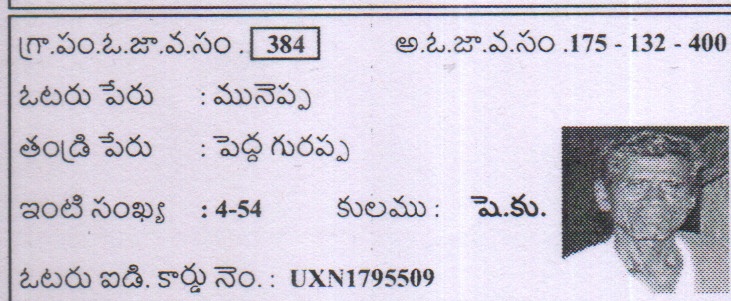 గ్రా.పం.ఓ.జా.వ.సం . 384 అ.ఓ.జా.వ.సం .175 - 132 - 400
ఓటరు పేరు : మునెప్ప
తండ్రి పేరు : పెద్ద గురప్ప
ఇంటి సంఖ్య : 4-54 కులము : షె.కు.
ఓటరు ఐడి. కార్డు నెం. : UXN1795509